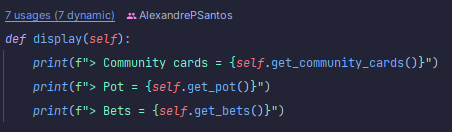 7 usages (7 dynamic) AlexandrePSantos
def display(self):
    print(f"> Community cards = {self.get_community_cards()}")
    print(f"> Pot = {self.get_pot()}")
    print(f"> Bets = {self.get_bets()}")